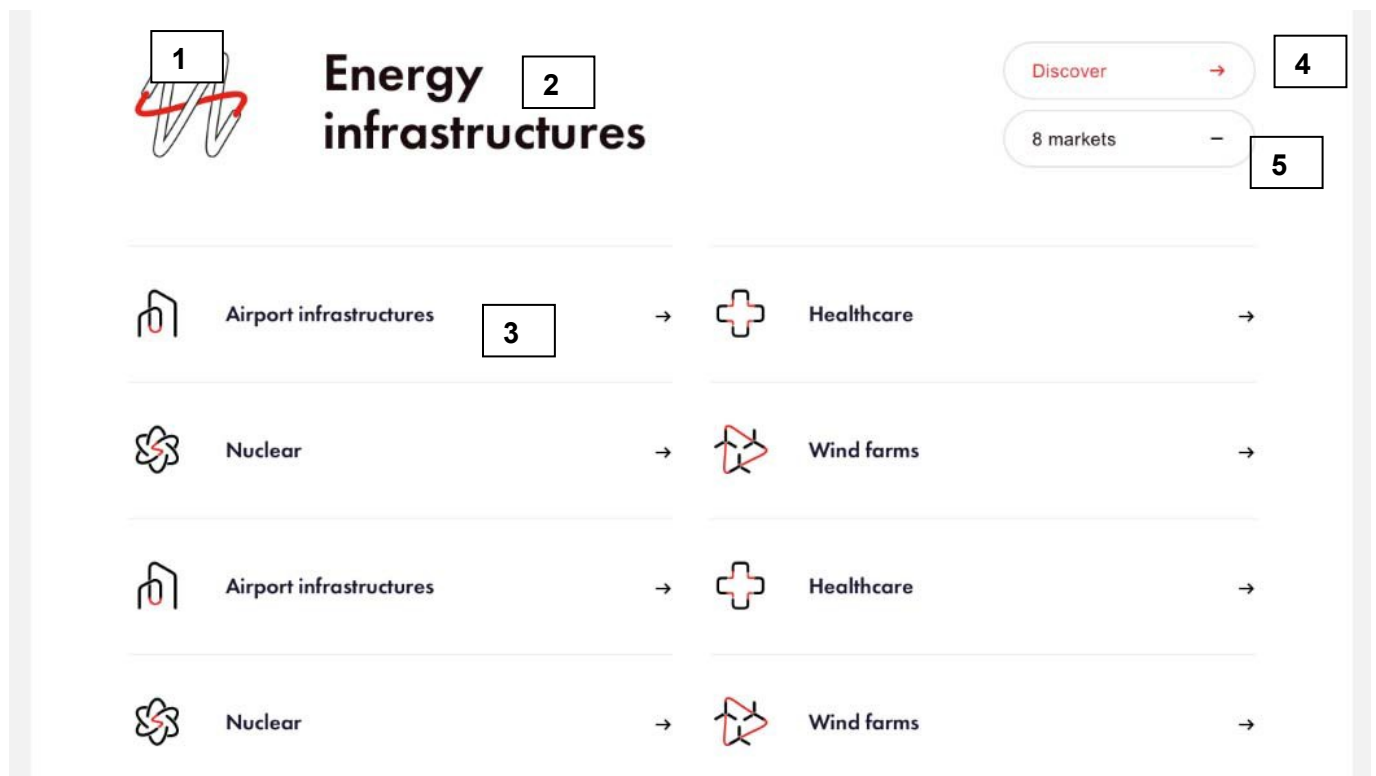 1
Energy
2
infrastructures
Discover →
4
8 markets –
5
Airport infrastructures →
3
Healthcare →
Nuclear →
Wind farms →
Airport infrastructures →
Healthcare →
Nuclear →
Wind farms →